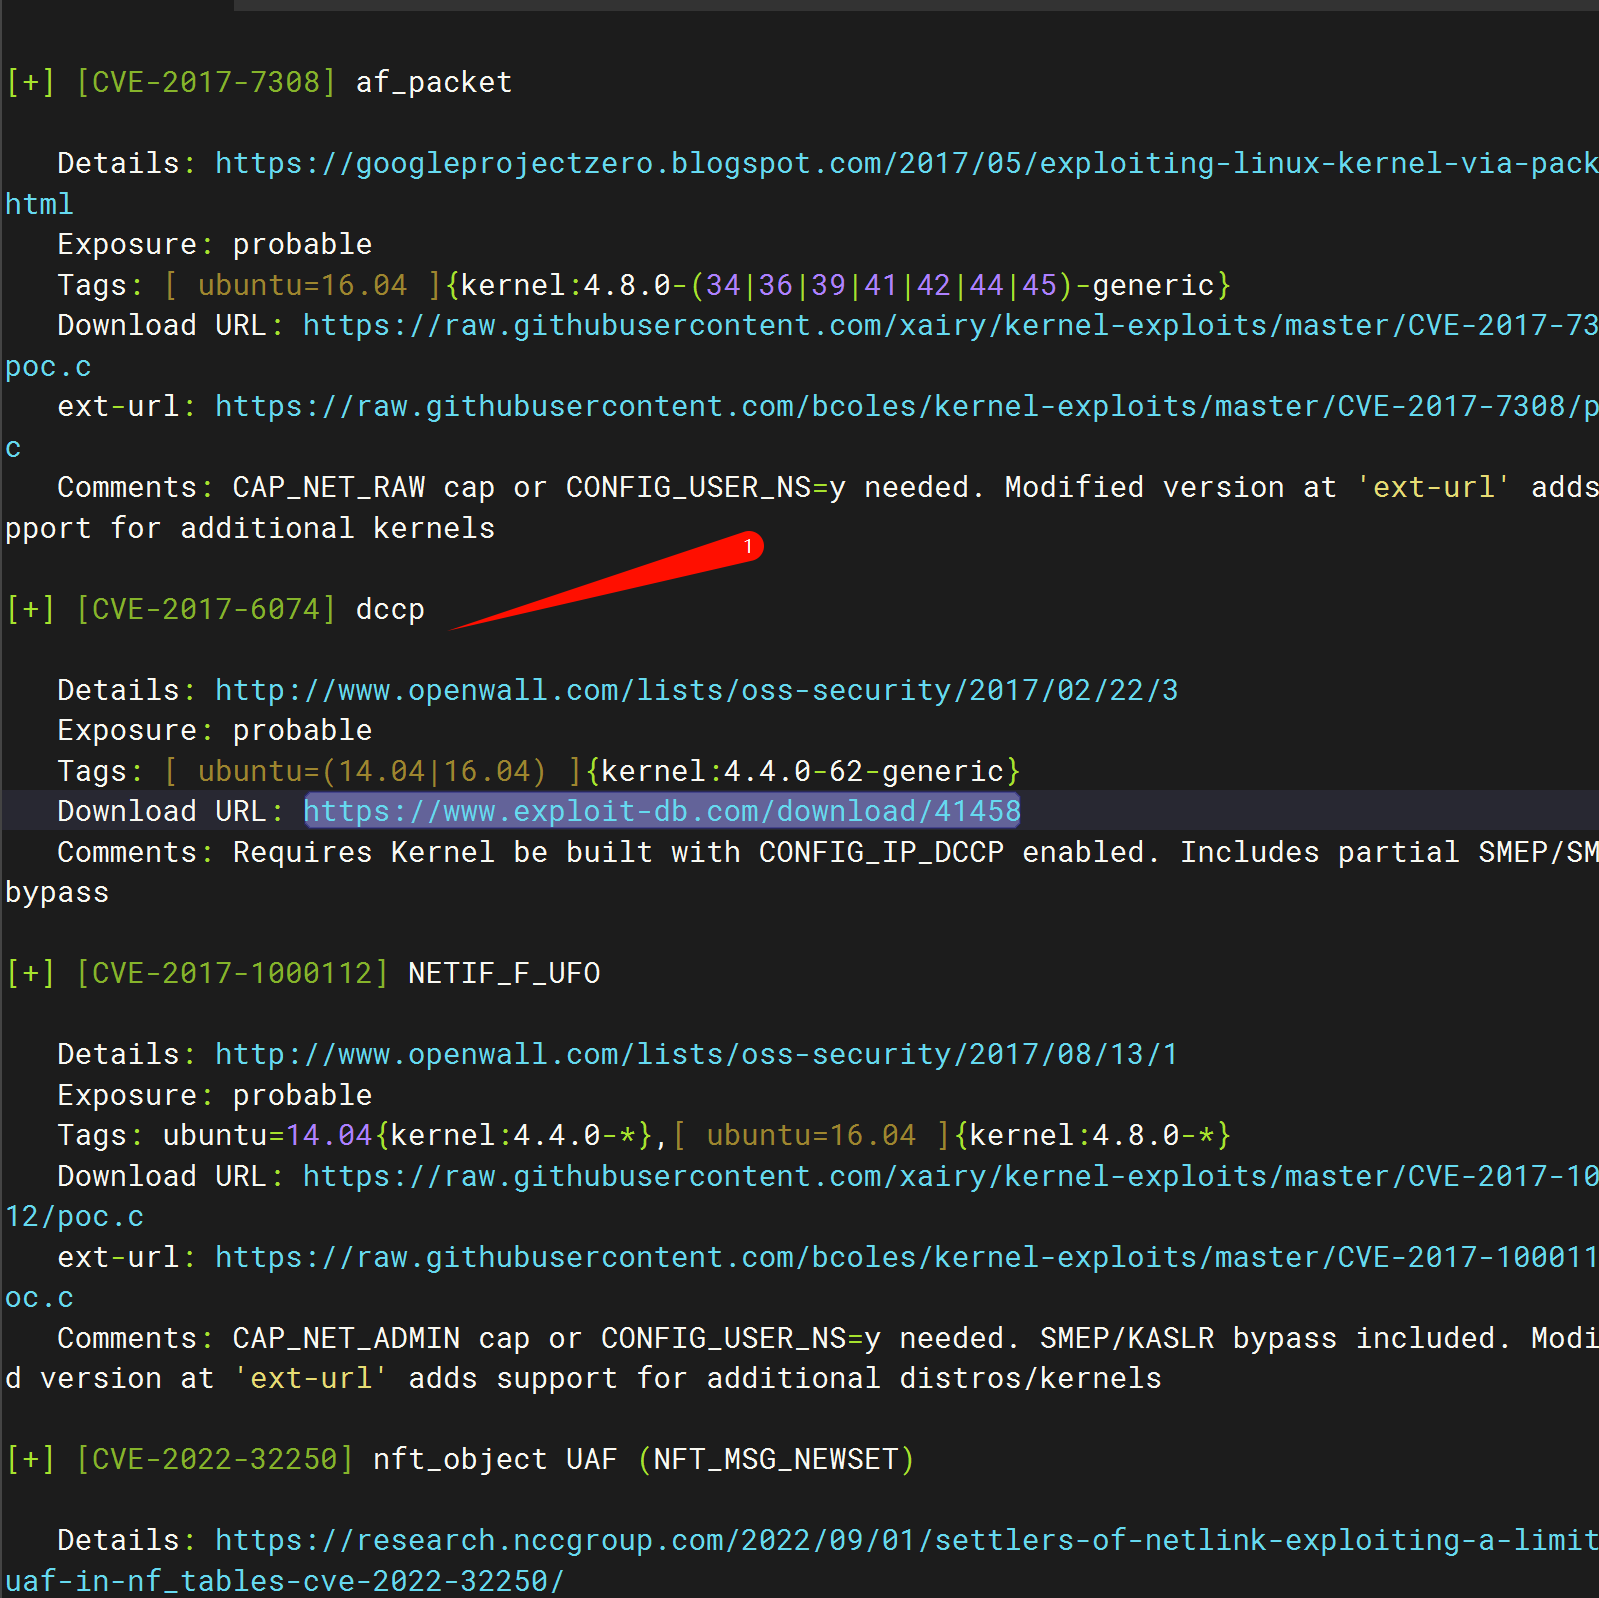 [+] [CVE-2017-7308] af_packet
Details: https://googleprojectzero.blogspot.com/2017/05/exploiting-linux-kernel-via-pack
html
Exposure: probable
Tags: [ ubuntu=16.04 ]{kernel:4.8.0-(34|36|39|41|42|44|45)-generic}
Download URL: https://raw.githubusercontent.com/xairy/kernel-exploits/master/CVE-2017-73
poc.c
ext-url: https://raw.githubusercontent.com/bcoles/kernel-exploits/master/CVE-2017-7308/p
c
Comments: CAP_NET_RAW cap or CONFIG_USER_NS=y needed. Modified version at 'ext-url' adds
pport for additional kernels
1
[+] [CVE-2017-6074] dccp
Details: http://www.openwall.com/lists/oss-security/2017/02/22/3
Exposure: probable
Tags: [ ubuntu=(14.04|16.04) ]{kernel:4.4.0-62-generic}
Download URL: https://www.exploit-db.com/download/41458
Comments: Requires Kernel be built with CONFIG_IP_DCCP enabled. Includes partial SMEP/SM
bypass
[+] [CVE-2017-1000112] NETIF_F_UFO
Details: http://www.openwall.com/lists/oss-security/2017/08/13/1
Exposure: probable
Tags: ubuntu=14.04{kernel:4.4.0-*},[ ubuntu=16.04 ]{kernel:4.8.0-*}
Download URL: https://raw.githubusercontent.com/xairy/kernel-exploits/master/CVE-2017-10
12/poc.c
ext-url: https://raw.githubusercontent.com/bcoles/kernel-exploits/master/CVE-2017-100011
oc.c
Comments: CAP_NET_ADMIN cap or CONFIG_USER_NS=y needed. SMEP/KASLR bypass included. Modi
d version at 'ext-url' adds support for additional distros/kernels
[+] [CVE-2022-32250] nft_object UAF (NFT_MSG_NEWSET)
Details: https://research.nccgroup.com/2022/09/01/settlers-of-netlink-exploiting-a-limit
uaf-in-nf_tables-cve-2022-32250/